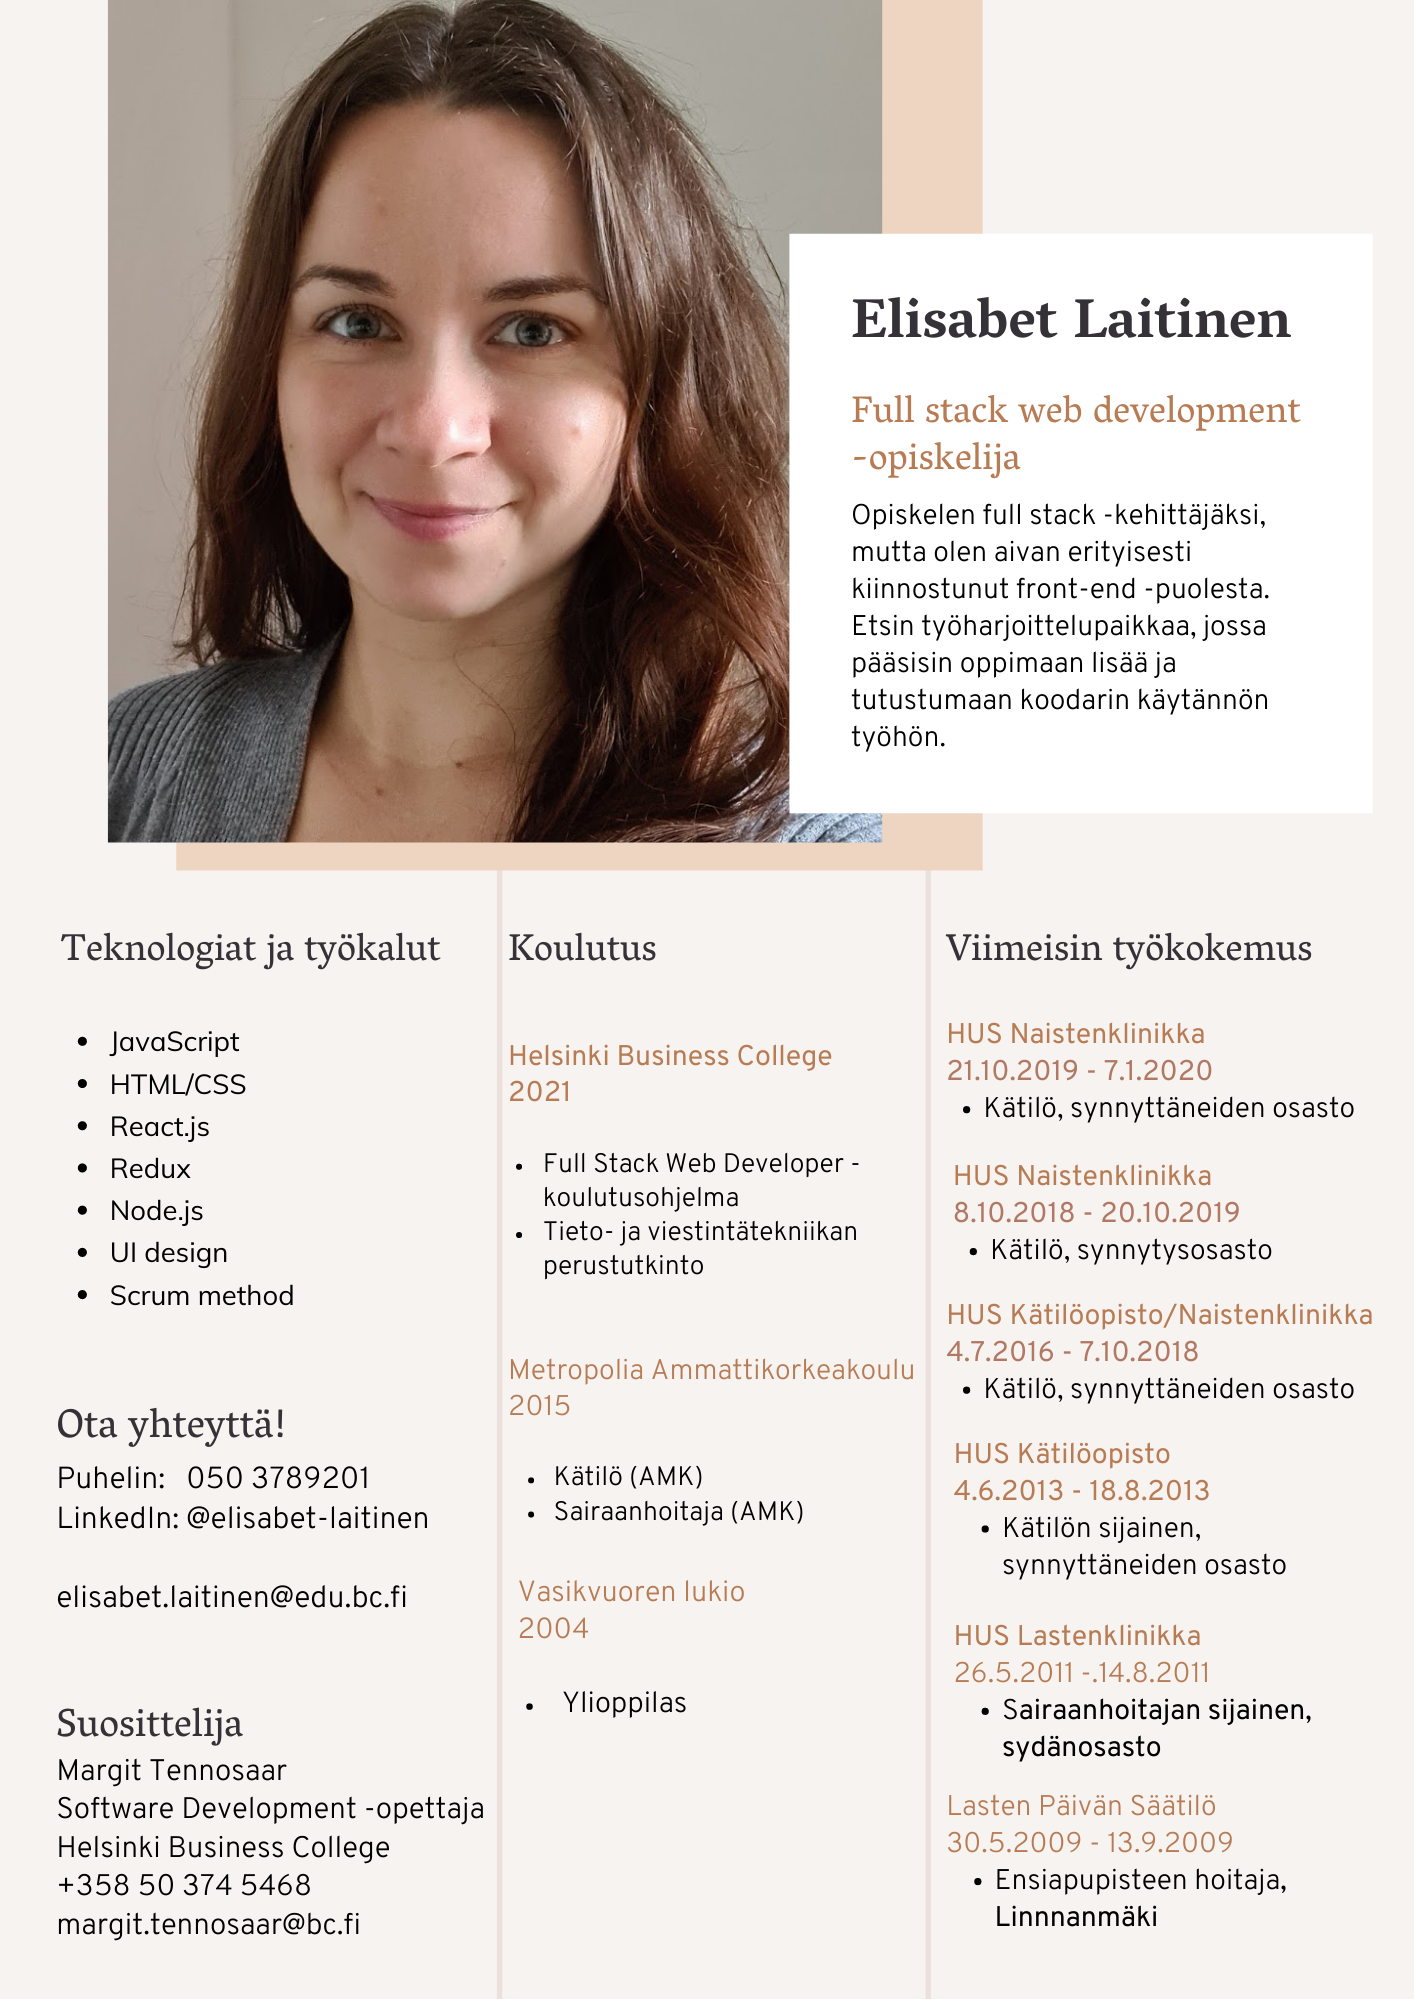 Elisabet Laitinen
Full stack web development
-opiskelija
Opiskelen full stack -kehittäjäksi,
mutta olen aivan erityisesti
kiinnostunut front-end -puolesta.
Etsin työharjoittelupaikkaa, jossa
pääsisin oppimaan lisää ja
tutustumaan koodarin käytännön
työhön.
Teknologiat ja työkalut
• JavaScript
• HTML/CSS
• React.js
• Redux
• Node.js
• UI design
• Scrum method
Ota yhteyttä!
Puhelin: 050 3789201
LinkedIn: @elisabet-laitinen
elisabet.laitinen@edu.bc.fi
Suosittelija
Margit Tennosaar
Software Development -opettaja
Helsinki Business College
+358 50 374 5468
margit.tennosaar@bc.fi
Koulutus
Helsinki Business College
2021
• Full Stack Web Developer -
koulutusohjelma
• Tieto- ja viestintätekniikan
perustutkinto
Metropolia Ammattikorkeakoulu
2015
• Kätilö (AMK)
• Sairaanhoitaja (AMK)
Vasikvuoren lukio
2004
• Ylioppilas
Viimeisin työkokemus
HUS Naistenklinikka
21.10.2019 - 7.1.2020
• Kätilö, synnyttäneiden osasto
HUS Naistenklinikka
8.10.2018 - 20.10.2019
• Kätilö, synnytysosasto
HUS Kätilöopisto/Naistenklinikka
4.7.2016 - 7.10.2018
• Kätilö, synnyttäneiden osasto
HUS Kätilöopisto
4.6.2013 - 18.8.2013
• Kätilön sijainen,
synnyttäneiden osasto
HUS Lastenklinikka
26.5.2011 -.14.8.2011
• Sairaanhoitajan sijainen,
sydänosasto
Lasten Päivän Säätilö
30.5.2009 - 13.9.2009
• Ensiapupisteen hoitaja,
Linnnanmäki